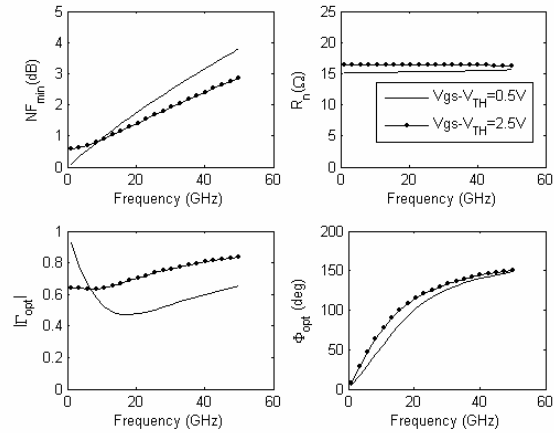 5
4
3
2
1
0
NF_min(dB)
0 20 40 60
Frequency (GHz)
25
20
15
10
5
0
R_n(Ω)
Vgs-V_TH=0.5V
Vgs-V_TH=2.5V
0 20 40 60
Frequency (GHz)
1
0.8
0.6
0.4
0.2
0
|Γ_opt|
0 20 40 60
Frequency (GHz)
200
150
100
50
0
Φ_opt (deg)
0 20 40 60
Frequency (GHz)